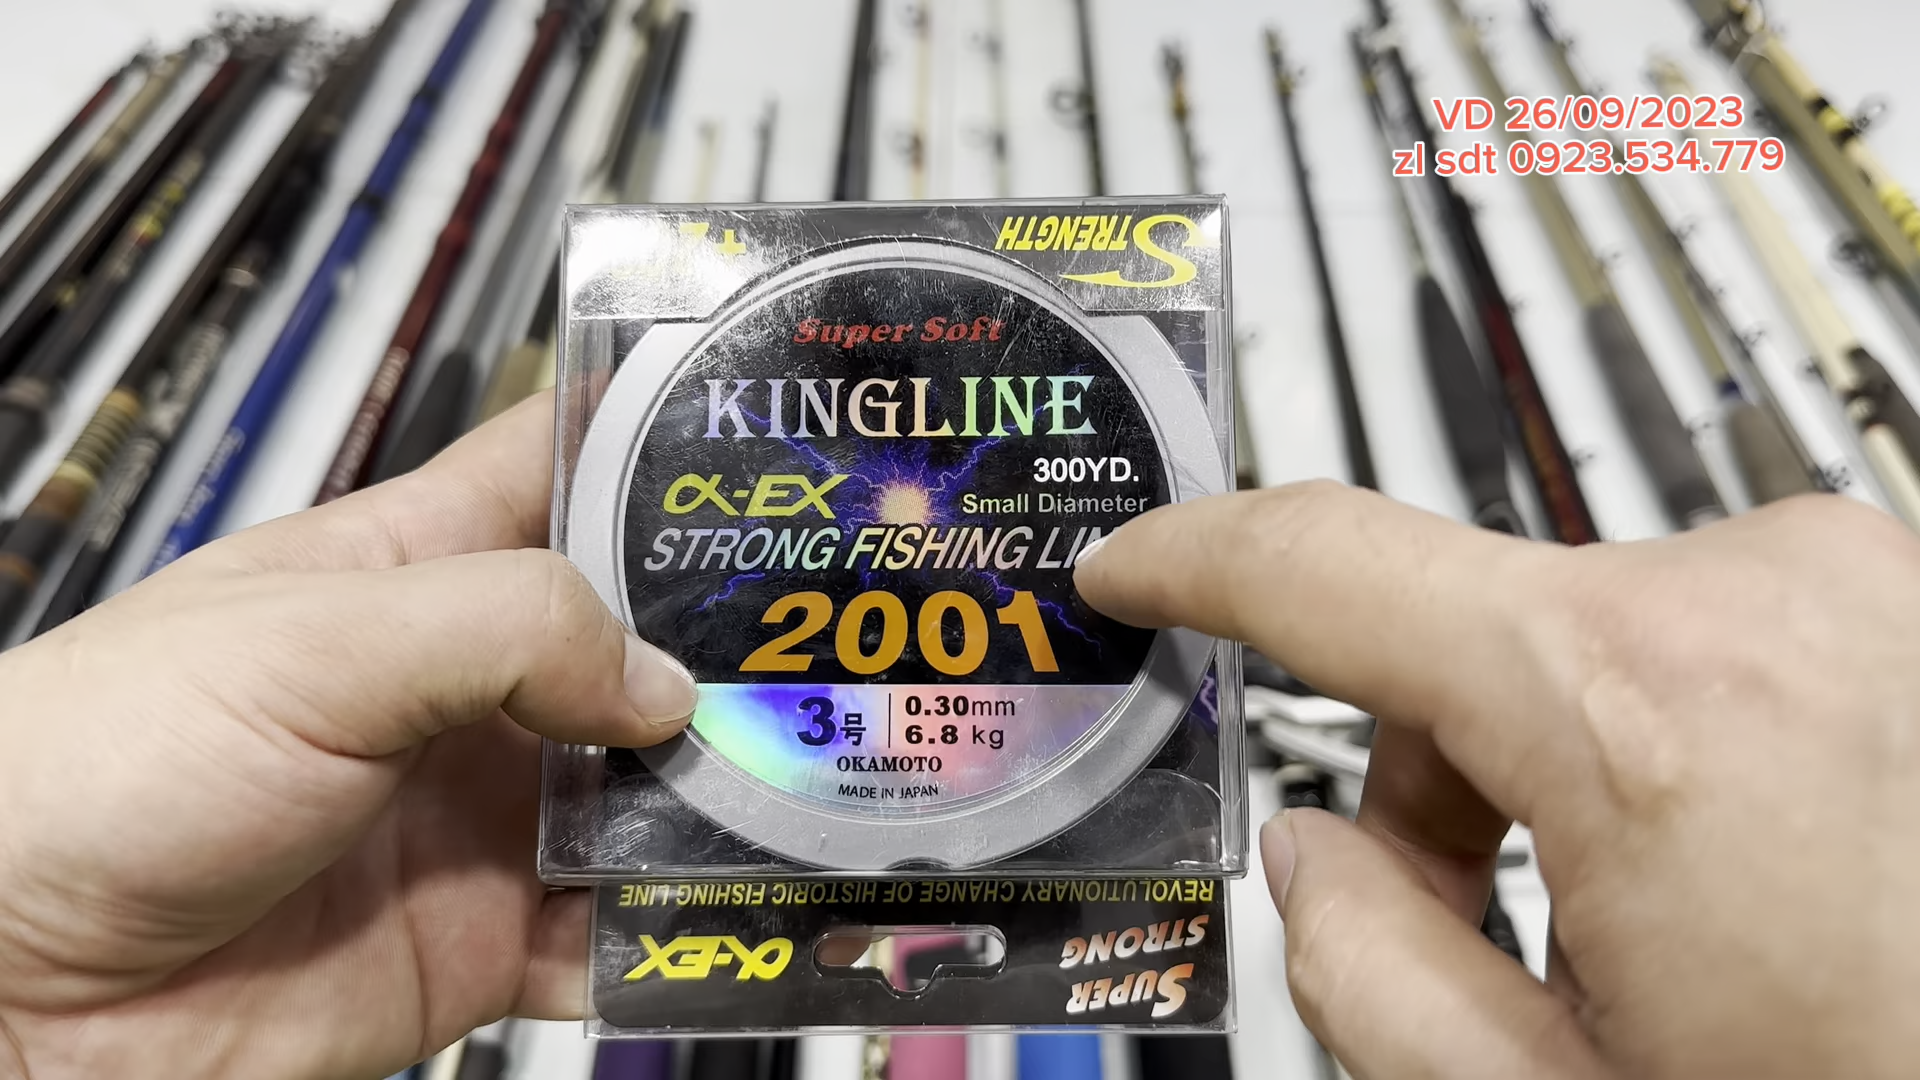 VD 26/09/2023
zl sdt 0923.534.779
STRENGTH
Super Soft
KINGLINE
300YD.
α-EX
Small Diameter
STRONG FISHING
2001
3号
0.30mm
6.8 kg
OKAMOTO
MADE IN JAPAN
REVOLUTIONARY CHANGE OF HISTORIC FISHING LINE
α-EX
SUPER
STRONG